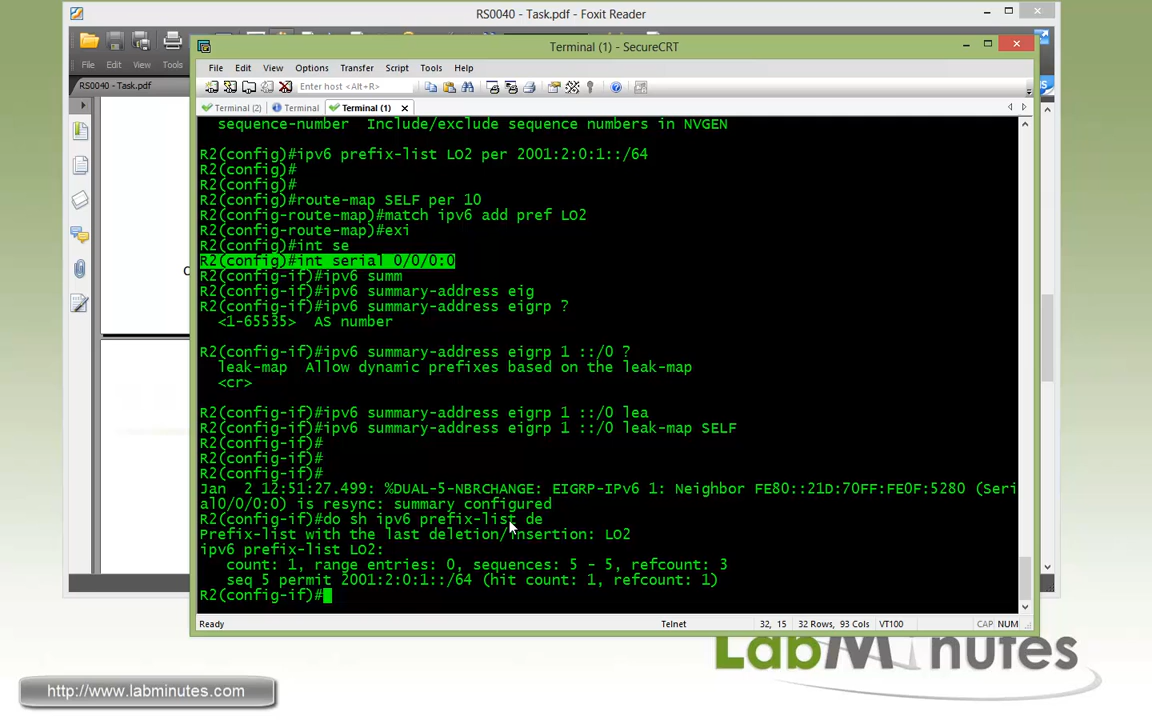 RS0040 - Task.pdf - Foxit Reader
File
Edit
View
Tools
RS0040 - Task.pdf
Terminal (1) - SecureCRT
File Edit View Options Transfer Script Tools Help
Enter host <Alt+R>
Terminal (2) Terminal Terminal (1)
sequence-number  Include/exclude sequence numbers in NVGEN
R2(config)#ipv6 prefix-list LO2 per 2001:2:0:1::/64
R2(config)#
R2(config)#
R2(config)#route-map SELF per 10
R2(config-route-map)#match ipv6 add pref LO2
R2(config-route-map)#exi
R2(config)#int se
R2(config)#int serial 0/0/0:0
R2(config-if)#ipv6 summ
R2(config-if)#ipv6 summary-address eig
R2(config-if)#ipv6 summary-address eigrp ?
<1-65535>  AS number
R2(config-if)#ipv6 summary-address eigrp 1 ::/0 ?
leak-map  Allow dynamic prefixes based on the leak-map
<cr>
R2(config-if)#ipv6 summary-address eigrp 1 ::/0 lea
R2(config-if)#ipv6 summary-address eigrp 1 ::/0 leak-map SELF
R2(config-if)#
R2(config-if)#
R2(config-if)#
Jan  2 12:51:27.499: %DUAL-5-NBRCHANGE: EIGRP-IPv6 1: Neighbor FE80::21D:70FF:FE0F:5280 (Seri
al0/0/0:0) is resync: summary configured
R2(config-if)#do sh ipv6 prefix-list de
Prefix-list with the last deletion/insertion: LO2
ipv6 prefix-list LO2:
count: 1, range entries: 0, sequences: 5 - 5, refcount: 3
seq 5 permit 2001:2:0:1::/64 (hit count: 1, refcount: 1)
R2(config-if)#
Ready Telnet 32, 15 32 Rows, 93 Cols VT100 CAP NUM
LabMinutes
http://www.labminutes.com